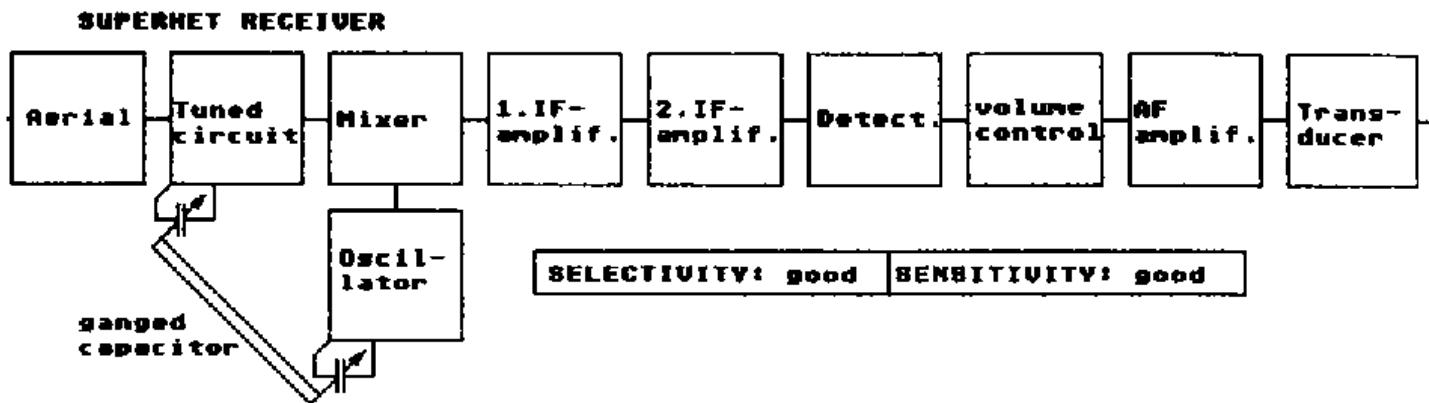 SUPERHET RECEIVER
Aerial
Tuned
circuit
Mixer
1.IF-
amplif.
2.IF-
amplif.
Detect.
volume
control
AF
amplif.
Trans-
ducer
Oscil-
lator
SELECTIVITY: good
SENSITIVITY: good
ganged
capacitor